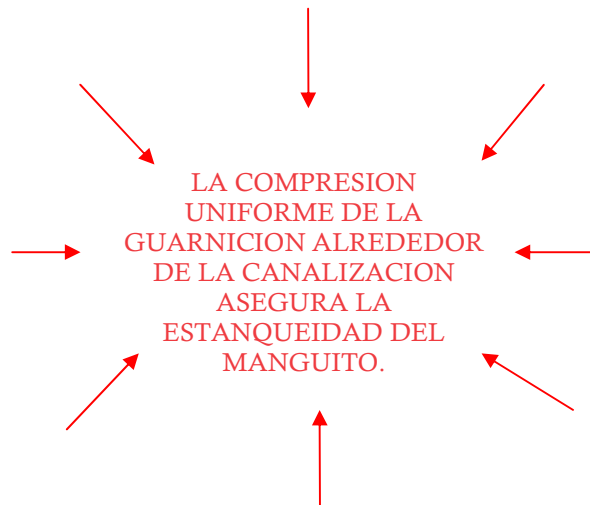 LA COMPRESION
UNIFORME DE LA
GUARNICION ALREDEDOR
DE LA CANALIZACION
ASEGURA LA
ESTANQUEIDAD DEL
MANGUITO.